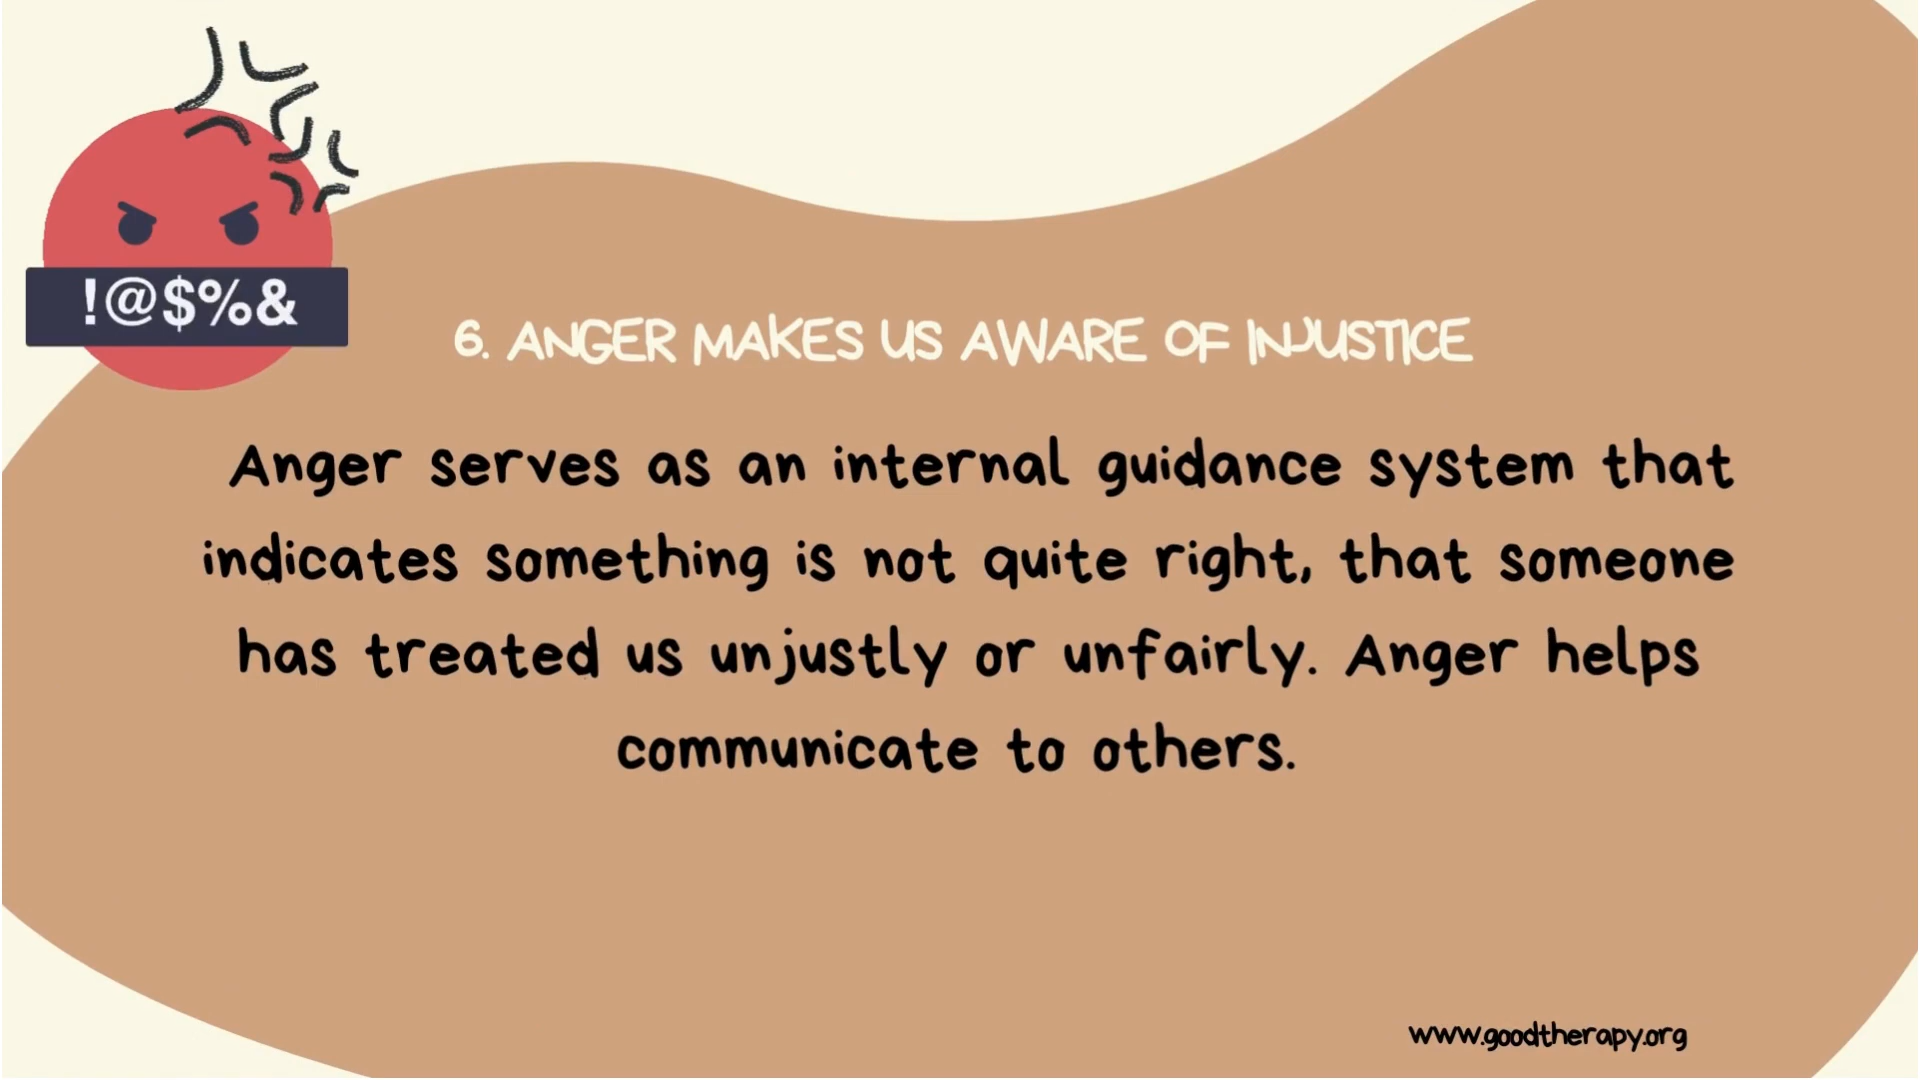 !@$%&
6. ANGER MAKES US AWARE OF INJUSTICE
Anger serves as an internal guidance system that
indicates something is not quite right, that someone
has treated us unjustly or unfairly. Anger helps
communicate to others.
www.goodtherapy.org